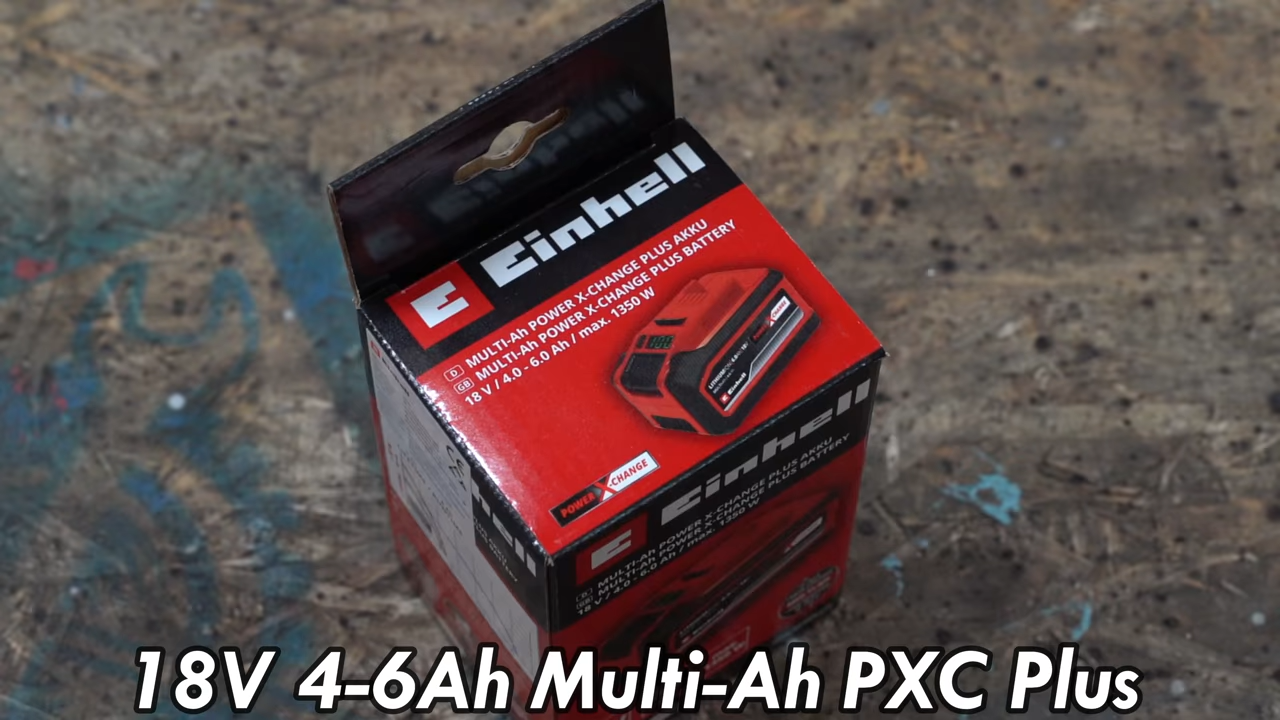 Einhell
E
D MULTI-Ah POWER X-CHANGE PLUS AKKU
GB MULTI-Ah POWER X-CHANGE PLUS BATTERY
18 V / 4.0 - 6.0 Ah / max. 1350 W
Einhell
POWER X-CHANGE
Einhell
E
D MULTI-Ah POWER X-CHANGE PLUS AKKU
GB MULTI-Ah POWER X-CHANGE PLUS BATTERY
18 V / 4.0 - 6.0 Ah / max. 1350 W
hell
18V 4-6Ah Multi-Ah PXC Plus